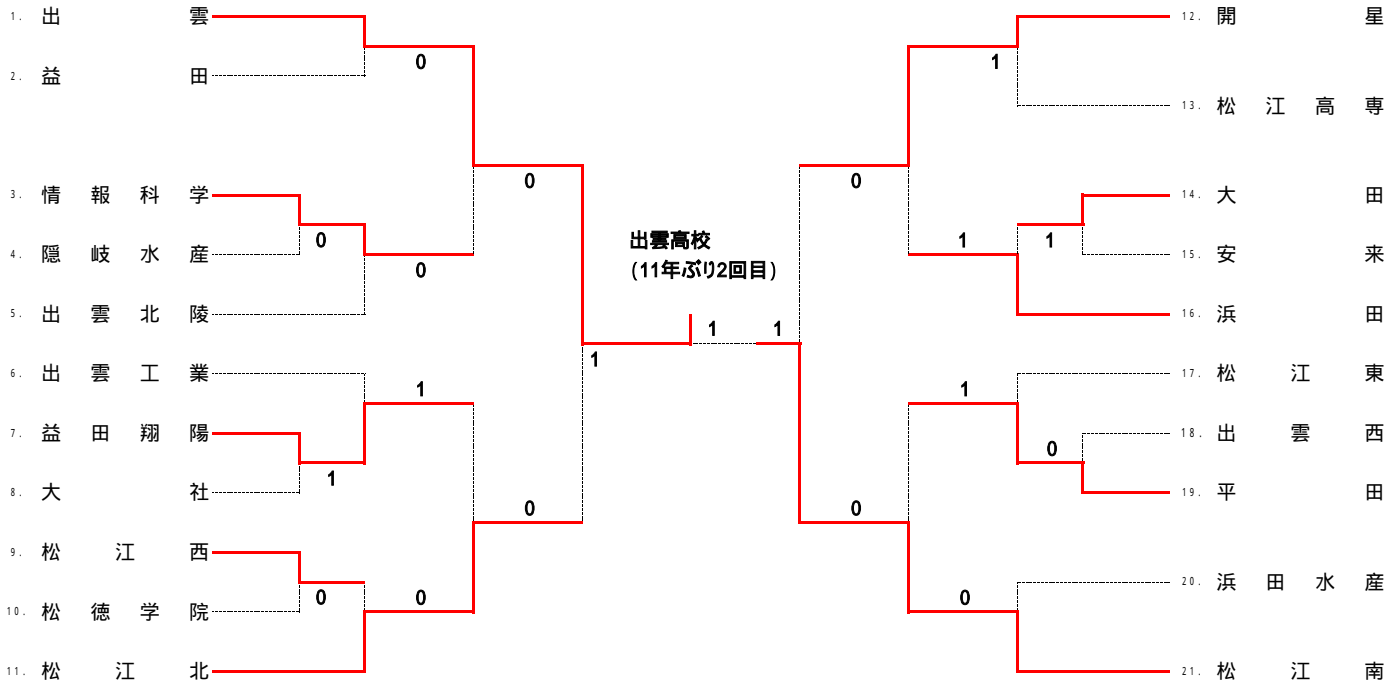 1. 出雲
2. 益田
0
3. 情報科学
0
4. 隠岐水産
0
5. 出雲北陵
0
6. 出雲工業
1
7. 益田翔陽
1
8. 大社
9. 松江西
0
10. 松徳学院
0
11. 松江北
0
1
出雲高校
(11年ぶり2回目)
1
1
12. 開星
1
13. 松江高専
0
14. 大田
1
15. 安来
1
16. 浜田
17. 松江東
1
18. 出雲西
0
19. 平田
0
20. 浜田水産
0
21. 松江南